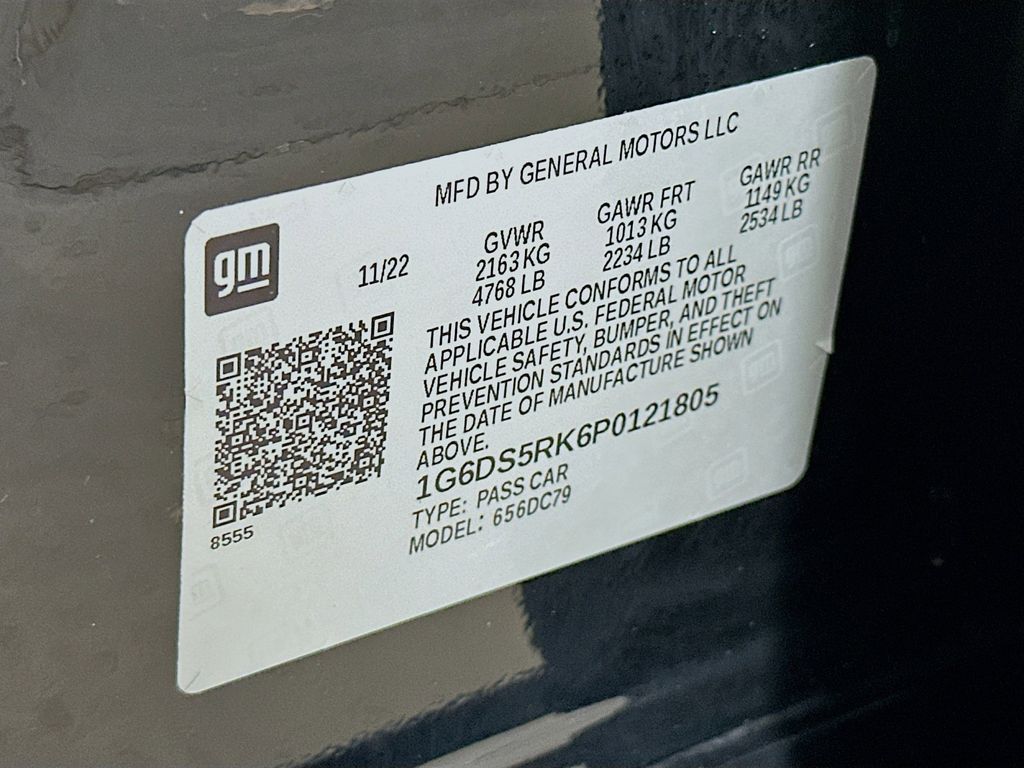 MFD BY GENERAL MOTORS LLC
gm
11/22
GVWR
2163 KG
4768 LB
GAWR FRT
1013 KG
2234 LB
GAWR RR
1149 KG
2534 LB
THIS VEHICLE CONFORMS TO ALL
APPLICABLE U.S. FEDERAL MOTOR
VEHICLE SAFETY, BUMPER, AND THEFT
PREVENTION STANDARDS IN EFFECT ON
THE DATE OF MANUFACTURE SHOWN
ABOVE.
1G6DS5RK6P0121805
TYPE: PASS CAR
MODEL: 656DC79
8555